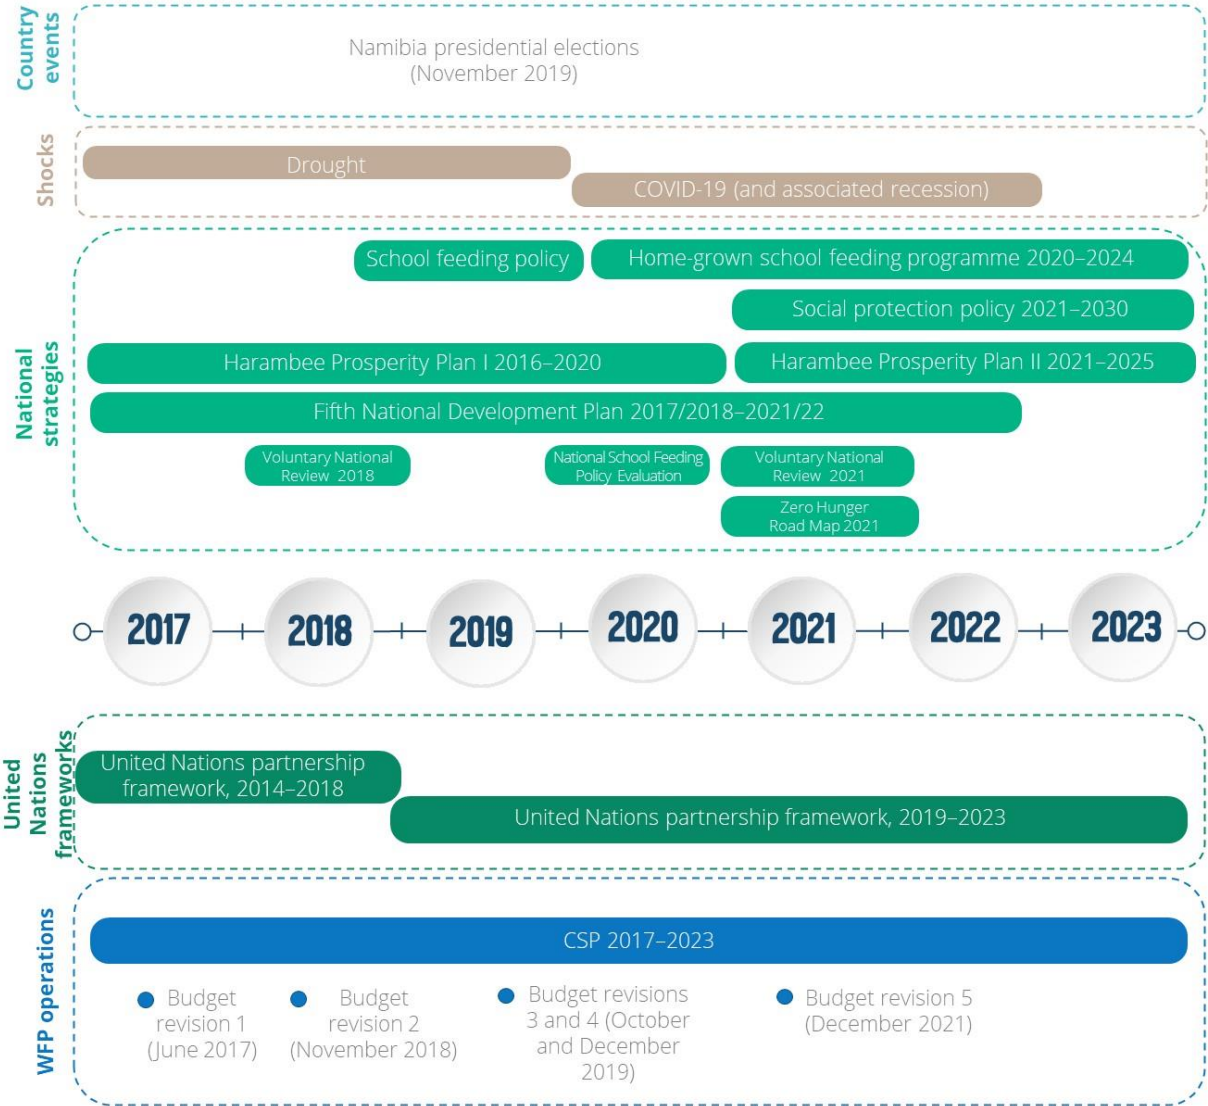 Country
events
Namibia presidential elections
(November 2019)
Shocks
Drought
COVID-19 (and associated recession)
National
strategies
School feeding policy
Home-grown school feeding programme 2020–2024
Social protection policy 2021–2030
Harambee Prosperity Plan I 2016–2020
Harambee Prosperity Plan II 2021–2025
Fifth National Development Plan 2017/2018–2021/22
Voluntary National
Review 2018
National School Feeding
Policy Evaluation
Voluntary National
Review 2021
Zero Hunger
Road Map 2021
2017
2018
2019
2020
2021
2022
2023
United
Nations
frameworks
United Nations partnership
framework, 2014–2018
United Nations partnership framework, 2019–2023
WFP operations
CSP 2017–2023
Budget
revision 1
(June 2017)
Budget
revision 2
(November 2018)
Budget revisions
3 and 4 (October
and December
2019)
Budget revision 5
(December 2021)